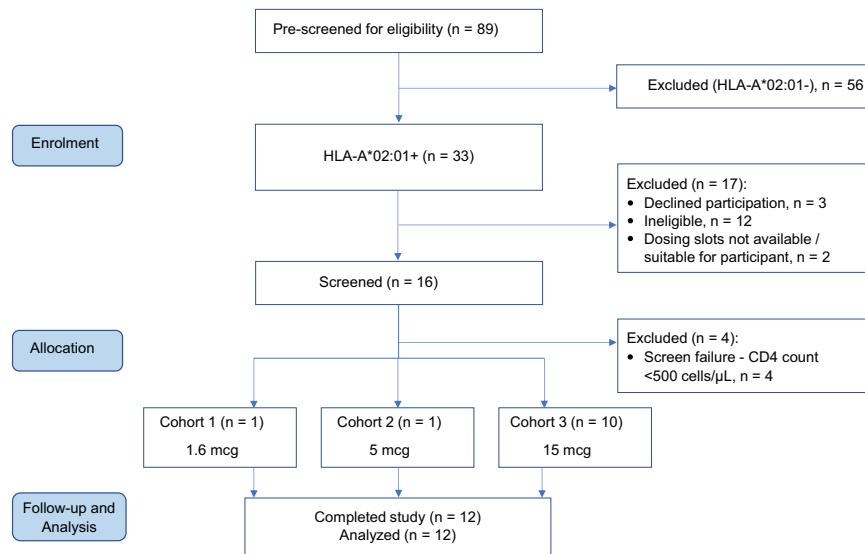 Pre-screened for eligibility (n = 89)
Excluded (HLA-A*02:01-), n = 56
Enrolment
HLA-A*02:01+ (n = 33)
Excluded (n = 17):
• Declined participation, n = 3
• Ineligible, n = 12
• Dosing slots not available /
suitable for participant, n = 2
Screened (n = 16)
Allocation
Excluded (n = 4):
• Screen failure - CD4 count
<500 cells/µL, n = 4
Cohort 1 (n = 1)
1.6 mcg
Cohort 2 (n = 1)
5 mcg
Cohort 3 (n = 10)
15 mcg
Follow-up and
Analysis
Completed study (n = 12)
Analyzed (n = 12)